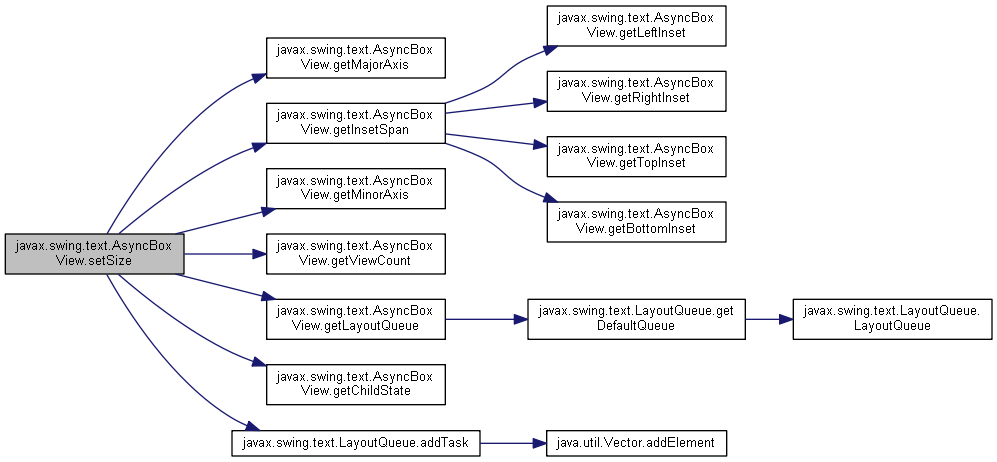 javax.swing.text.AsyncBox
View.setSize
javax.swing.text.AsyncBox
View.getMajorAxis
javax.swing.text.AsyncBox
View.getInsetSpan
javax.swing.text.AsyncBox
View.getLeftInset
javax.swing.text.AsyncBox
View.getRightInset
javax.swing.text.AsyncBox
View.getTopInset
javax.swing.text.AsyncBox
View.getBottomInset
javax.swing.text.AsyncBox
View.getMinorAxis
javax.swing.text.AsyncBox
View.getViewCount
javax.swing.text.AsyncBox
View.getLayoutQueue
javax.swing.text.LayoutQueue.get
DefaultQueue
javax.swing.text.LayoutQueue.
LayoutQueue
javax.swing.text.AsyncBox
View.getChildState
javax.swing.text.LayoutQueue.addTask
java.util.Vector.addElement